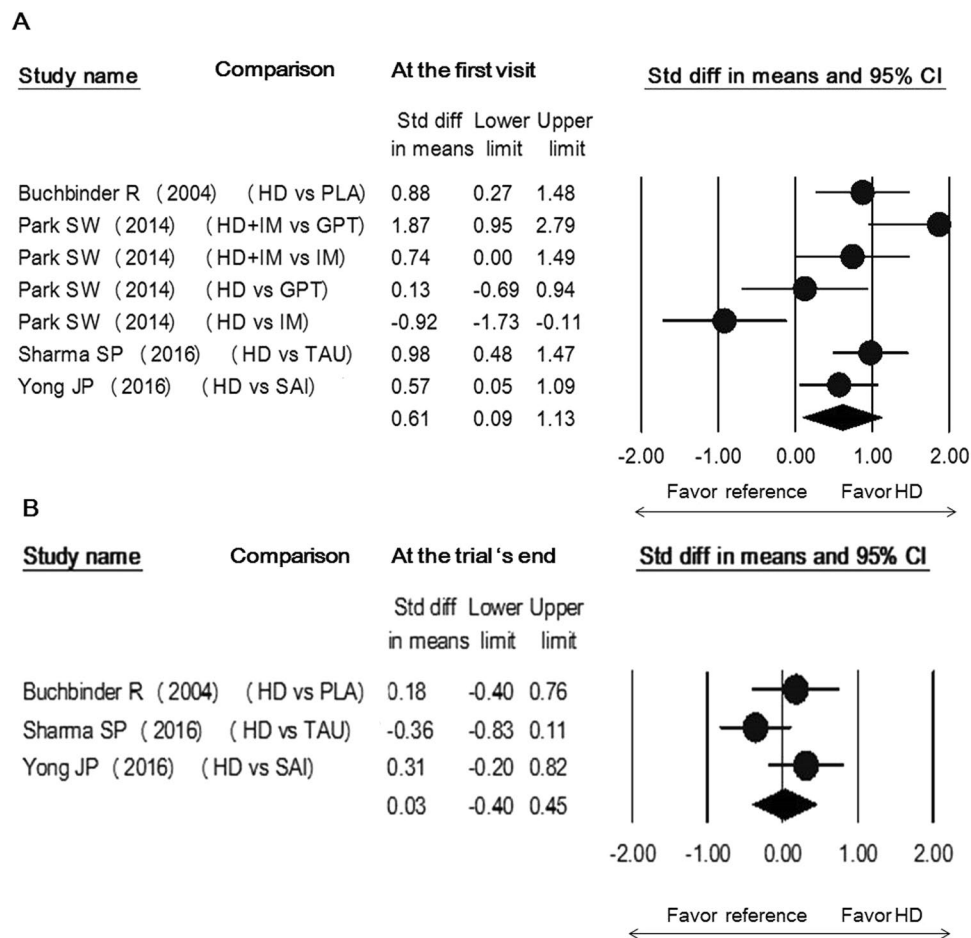 A
Study name Comparison At the first visit Std diff in means and 95% CI
Std diff Lower Upper
in means limit limit
Buchbinder R (2004) (HD vs PLA) 0.88 0.27 1.48
Park SW (2014) (HD+IM vs GPT) 1.87 0.95 2.79
Park SW (2014) (HD+IM vs IM) 0.74 0.00 1.49
Park SW (2014) (HD vs GPT) 0.13 -0.69 0.94
Park SW (2014) (HD vs IM) -0.92 -1.73 -0.11
Sharma SP (2016) (HD vs TAU) 0.98 0.48 1.47
Yong JP (2016) (HD vs SAI) 0.57 0.05 1.09
0.61 0.09 1.13
-2.00 -1.00 0.00 1.00 2.00
Favor reference Favor HD
B
Study name Comparison At the trial‘s end Std diff in means and 95% CI
Std diff Lower Upper
in means limit limit
Buchbinder R (2004) (HD vs PLA) 0.18 -0.40 0.76
Sharma SP (2016) (HD vs TAU) -0.36 -0.83 0.11
Yong JP (2016) (HD vs SAI) 0.31 -0.20 0.82
0.03 -0.40 0.45
-2.00 -1.00 0.00 1.00 2.00
Favor reference Favor HD